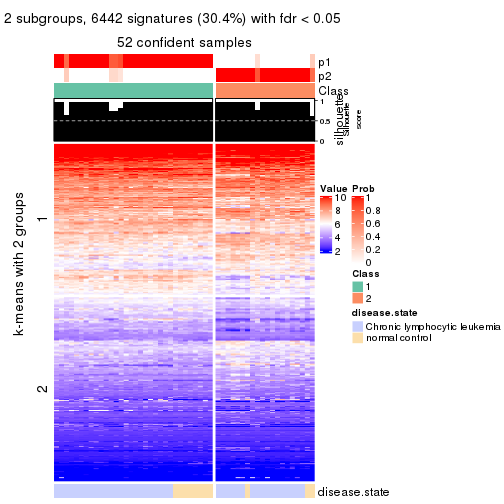 2 subgroups, 6442 signatures (30.4%) with fdr < 0.05
52 confident samples
p1
p2
Class
1
0.5
0
silhouette
Silhouette
score
k-means with 2 groups
1
2
Value
10
8
6
4
2
Prob
1
0.8
0.6
0.4
0.2
0
Class
1
2
disease.state
Chronic lymphocytic leukemia
normal control
disease.state